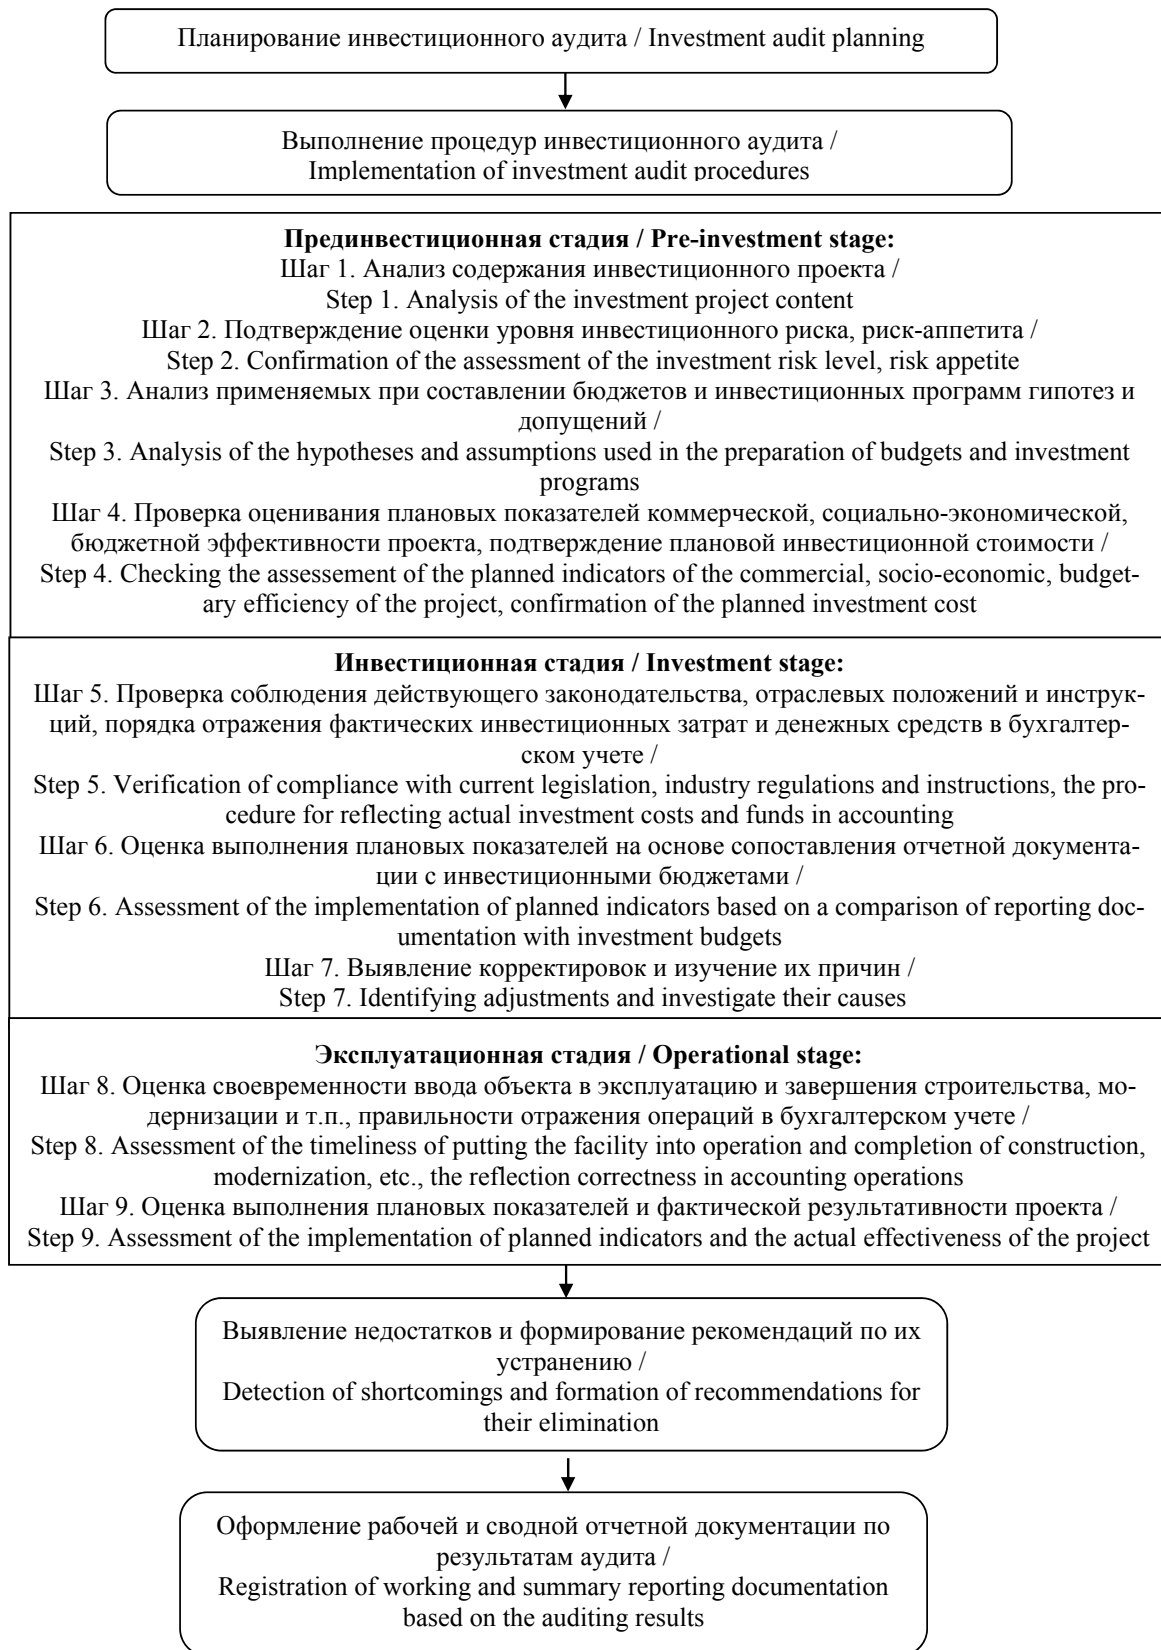 Планирование инвестиционного аудита / Investment audit planning
Выполнение процедур инвестиционного аудита /
Implementation of investment audit procedures
Прединвестиционная стадия / Pre-investment stage:
Шаг 1. Анализ содержания инвестиционного проекта /
Step 1. Analysis of the investment project content
Шаг 2. Подтверждение оценки уровня инвестиционного риска, риск-аппетита /
Step 2. Confirmation of the assessment of the investment risk level, risk appetite
Шаг 3. Анализ применяемых при составлении бюджетов и инвестиционных программ гипотез и
допущений /
Step 3. Analysis of the hypotheses and assumptions used in the preparation of budgets and investment
programs
Шаг 4. Проверка оценивания плановых показателей коммерческой, социально-экономической,
бюджетной эффективности проекта, подтверждение плановой инвестиционной стоимости /
Step 4. Checking the assessement of the planned indicators of the commercial, socio-economic, budget-
ary efficiency of the project, confirmation of the planned investment cost
Инвестиционная стадия / Investment stage:
Шаг 5. Проверка соблюдения действующего законодательства, отраслевых положений и инструк-
ций, порядка отражения фактических инвестиционных затрат и денежных средств в бухгалтер-
ском учете /
Step 5. Verification of compliance with current legislation, industry regulations and instructions, the pro-
cedure for reflecting actual investment costs and funds in accounting
Шаг 6. Оценка выполнения плановых показателей на основе сопоставления отчетной документа-
ции с инвестиционными бюджетами /
Step 6. Assessment of the implementation of planned indicators based on a comparison of reporting doc-
umentation with investment budgets
Шаг 7. Выявление корректировок и изучение их причин /
Step 7. Identifying adjustments and investigate their causes
Эксплуатационная стадия / Operational stage:
Шаг 8. Оценка своевременности ввода объекта в эксплуатацию и завершения строительства, мо-
дернизации и т.п., правильности отражения операций в бухгалтерском учете /
Step 8. Assessment of the timeliness of putting the facility into operation and completion of construction,
modernization, etc., the reflection correctness in accounting operations
Шаг 9. Оценка выполнения плановых показателей и фактической результативности проекта /
Step 9. Assessment of the implementation of planned indicators and the actual effectiveness of the project
Выявление недостатков и формирование рекомендаций по их
устранению /
Detection of shortcomings and formation of recommendations for
their elimination
Оформление рабочей и сводной отчетной документации по
результатам аудита /
Registration of working and summary reporting documentation
based on the auditing results